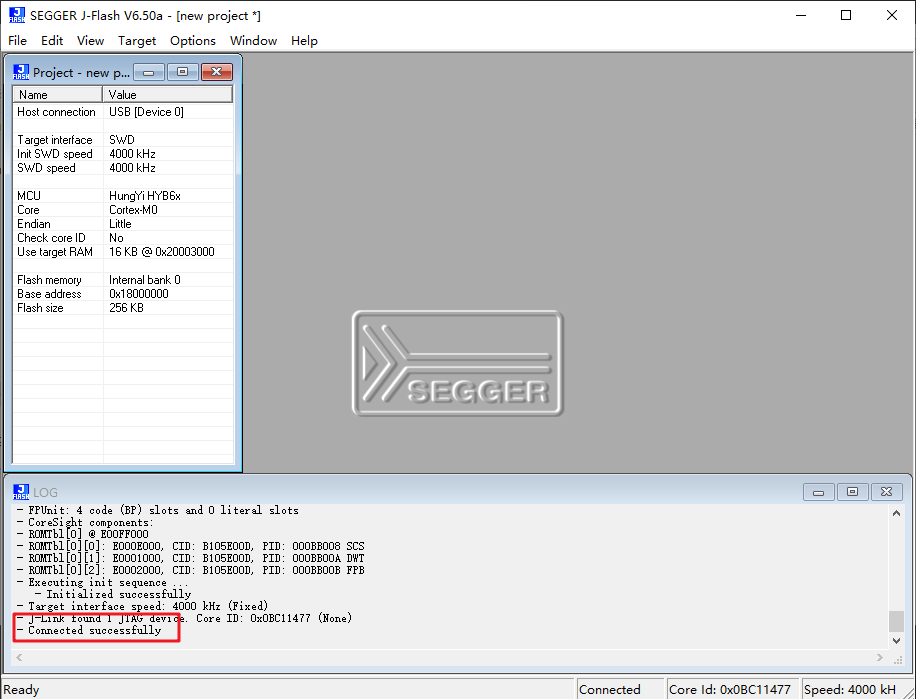 SEGGER J-Flash V6.50a - [new project *]
File Edit View Target Options Window Help
Project - new p...
Name Value
Host connection USB [Device 0]
Target interface SWD
Init SWD speed 4000 kHz
SWD speed 4000 kHz
MCU HungYi HYB6x
Core Cortex-M0
Endian Little
Check core ID No
Use target RAM 16 KB @ 0x20003000
Flash memory Internal bank 0
Base address 0x18000000
Flash size 256 KB
SEGGER
LOG
- FPUnit: 4 code (BP) slots and 0 literal slots
- CoreSight components:
- ROMTbl[0] @ E00FF000
- ROMTbl[0][0]: E000E000, CID: B105E00D, PID: 000BB008 SCS
- ROMTbl[0][1]: E0001000, CID: B105E00D, PID: 000BB00A DWT
- ROMTbl[0][2]: E0002000, CID: B105E00D, PID: 000BB00B FPB
- Executing init sequence ...
- Initialized successfully
- Target interface speed: 4000 kHz (Fixed)
- J-Link found 1 JTAG device. Core ID: 0x0BC11477 (None)
- Connected successfully
Ready Connected Core Id: 0x0BC11477 Speed: 4000 kH